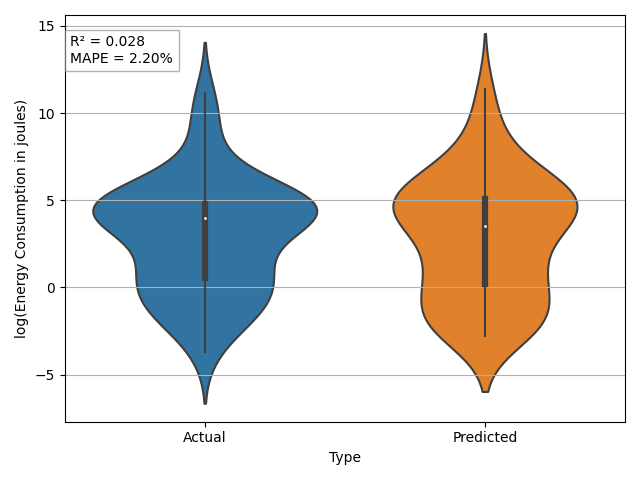 R² = 0.028
MAPE = 2.20%
log(Energy Consumption in joules)
15
10
5
0
−5
Actual
Predicted
Type